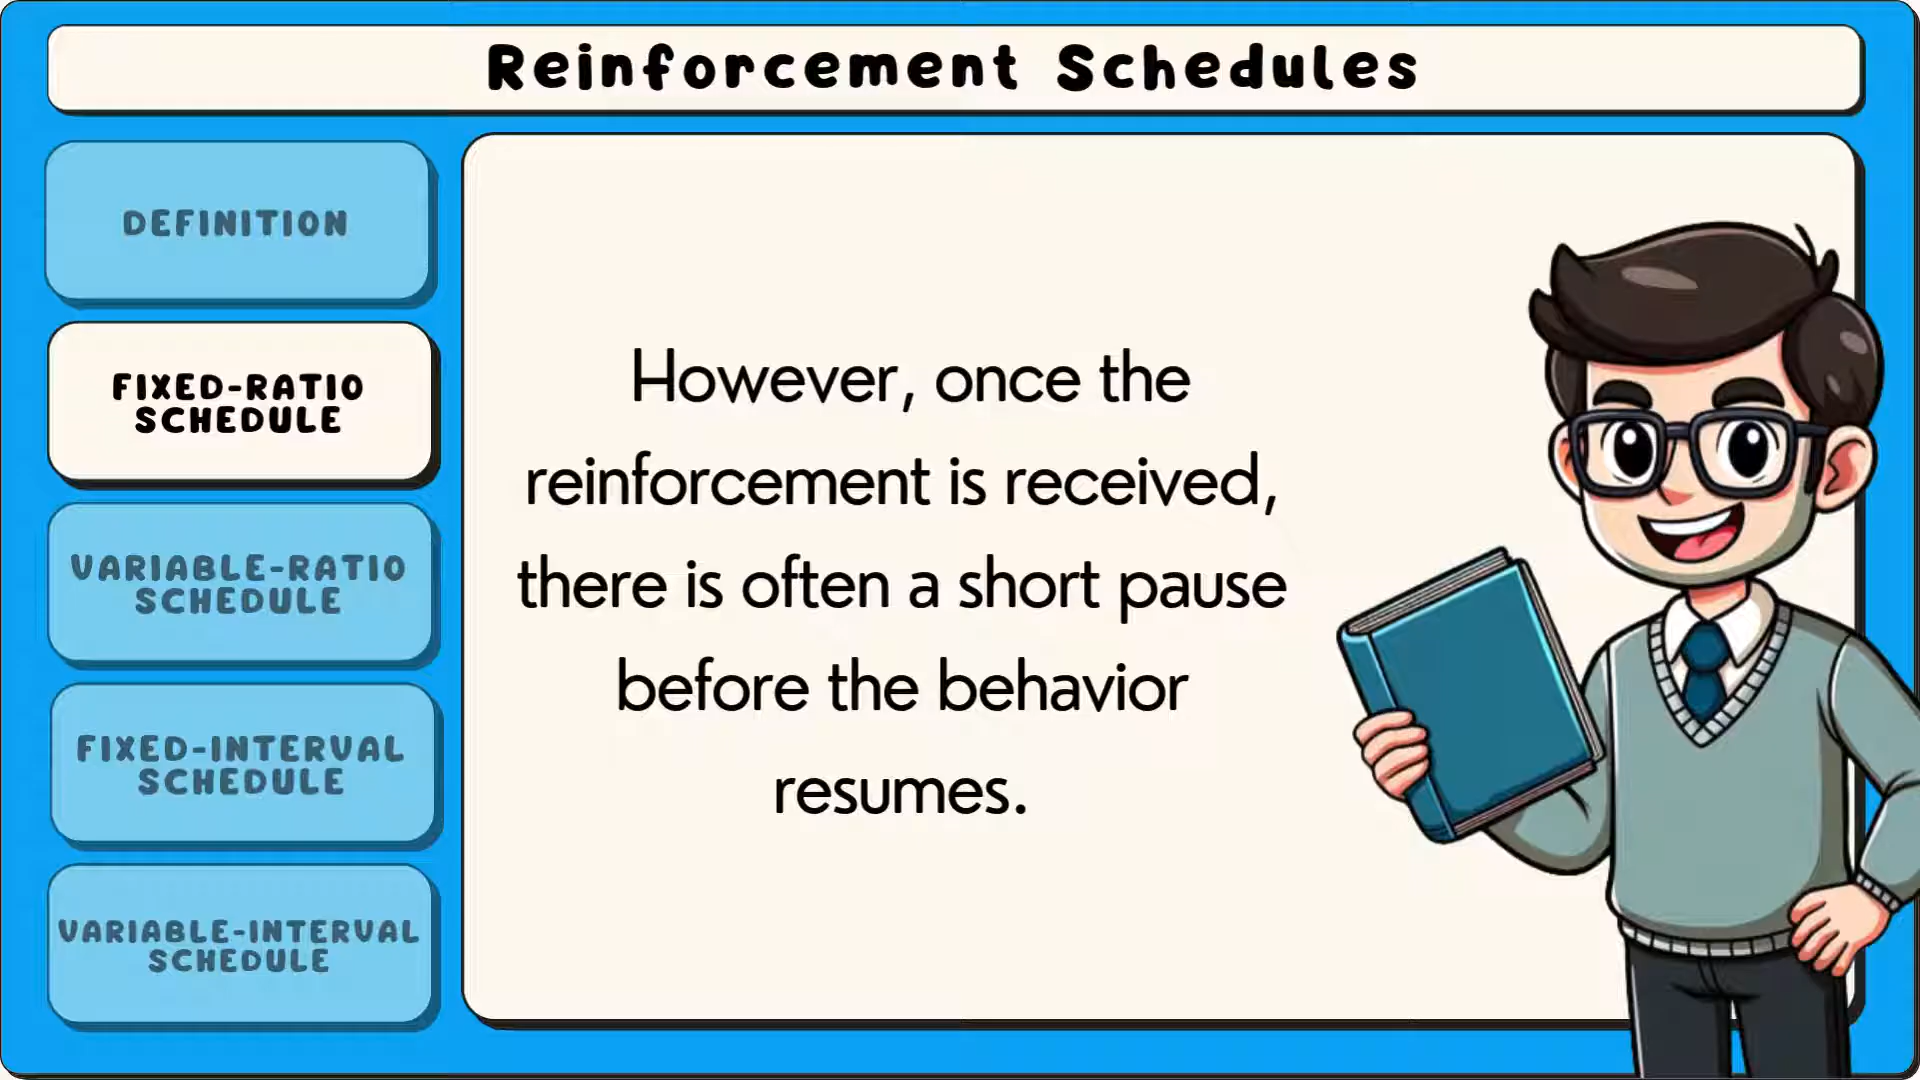 Reinforcement Schedules
DEFINITION
FIXED-RATIO
SCHEDULE
VARIABLE-RATIO
SCHEDULE
FIXED-INTERVAL
SCHEDULE
VARIABLE-INTERVAL
SCHEDULE
However, once the
reinforcement is received,
there is often a short pause
before the behavior
resumes.